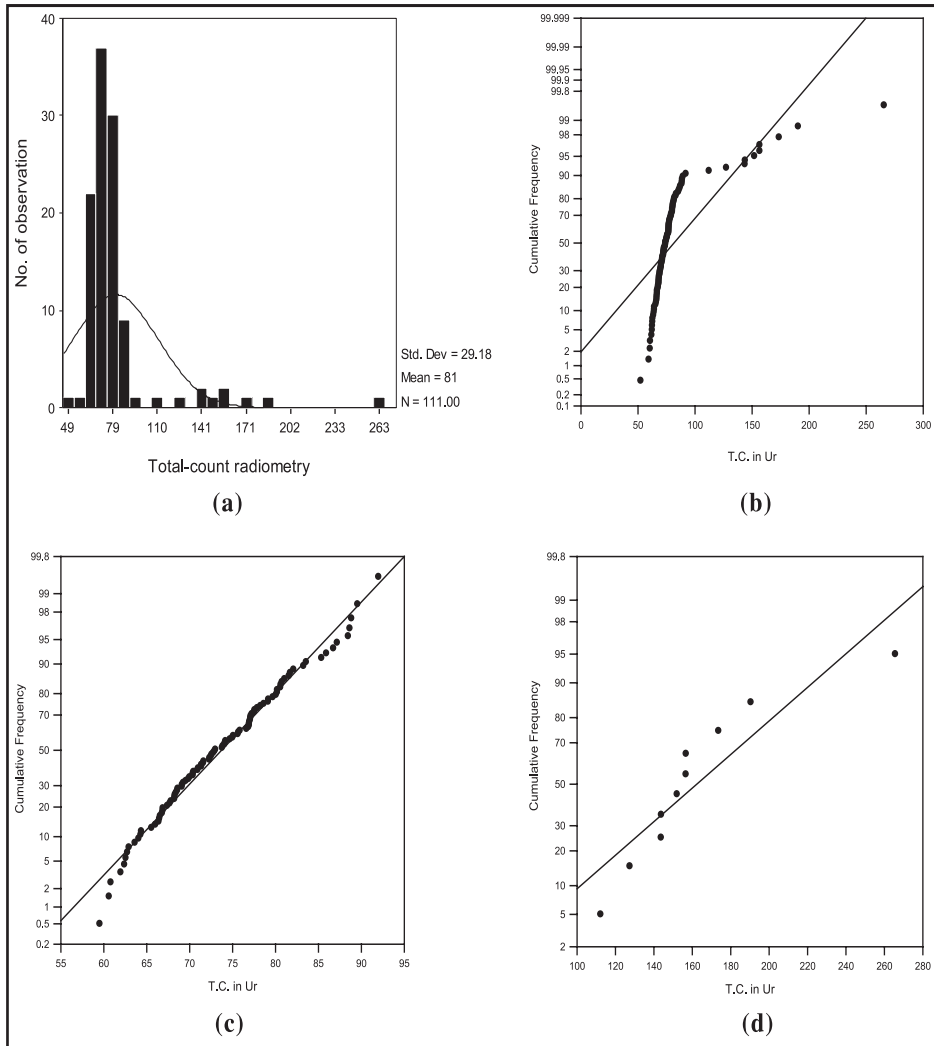 40
30
20
10
0
No. of observation
49 79 110 141 171 202 233 263
Total-count radiometry
Std. Dev = 29.18
Mean = 81
N = 111.00
(a)
99.999
99.99
99.95
99.9
99.8
99
98
95
90
80
70
50
30
20
10
5
2
1
0.5
0.2
0.1
Cumulative Frequency
0 50 100 150 200 250 300
T.C. in Ur
(b)
99,8
99
98
95
90
80
70
50
30
20
10
5
2
1
0.5
0.2
Cumulative Frequency
55 60 65 70 75 80 85 90 95
T.C. in Ur
(c)
99,8
99
98
95
90
80
70
50
30
20
10
5
2
Cumulative Frequency
100 120 140 160 180 200 220 240 260 280
T.C. in Ur
(d)